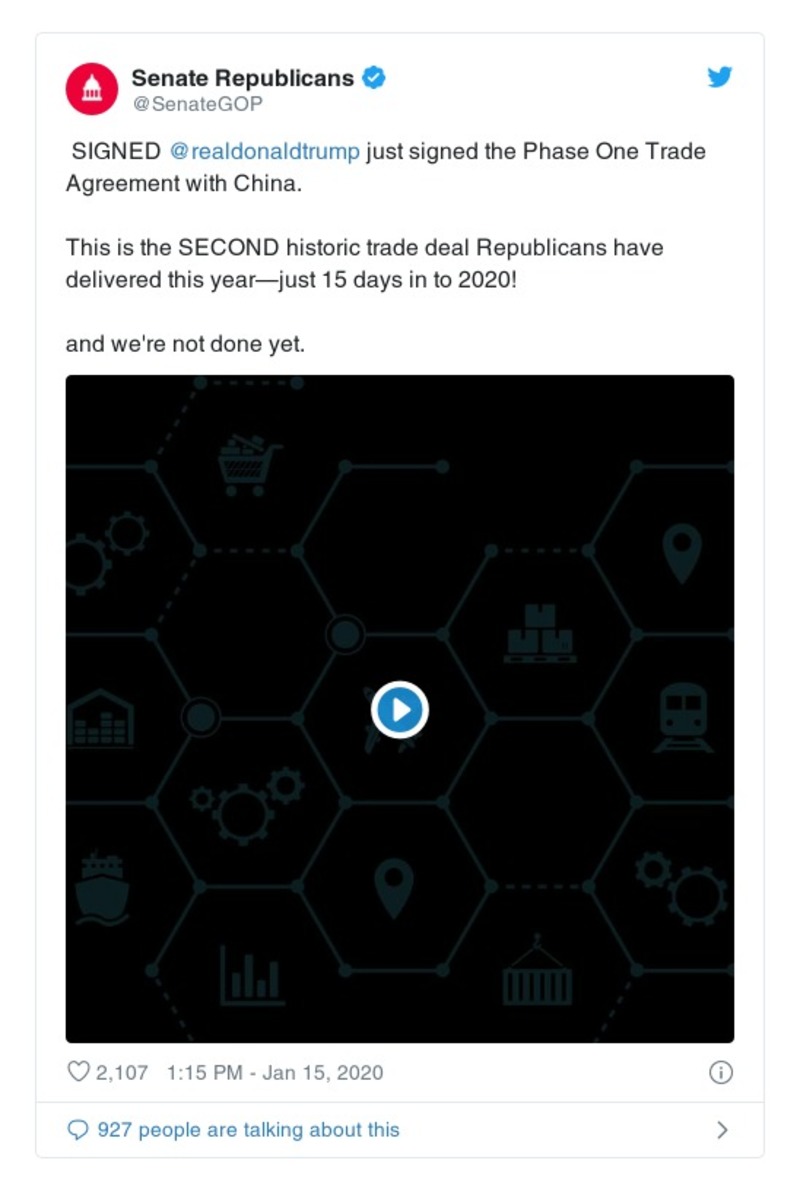 Senate Republicans
@SenateGOP
SIGNED @realdonaldtrump just signed the Phase One Trade
Agreement with China.
This is the SECOND historic trade deal Republicans have
delivered this year—just 15 days in to 2020!
and we're not done yet.
2,107 1:15 PM - Jan 15, 2020
927 people are talking about this